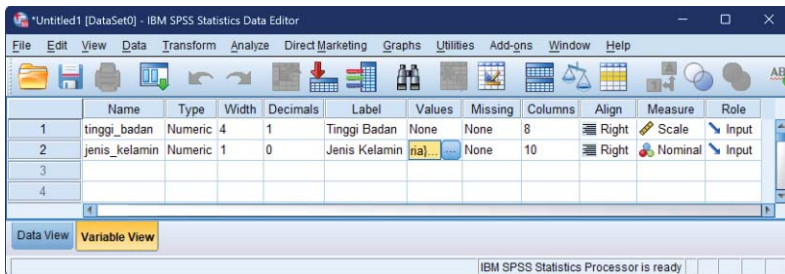 *Untitled1 [DataSet0] - IBM SPSS Statistics Data Editor
File Edit View Data Transform Analyze Direct Marketing Graphs Utilities Add-ons Window Help
Name Type Width Decimals Label Values Missing Columns Align Measure Role
1 tinggi_badan Numeric 4 1 Tinggi Badan None None 8 Right Scale Input
2 jenis_kelamin Numeric 1 0 Jenis Kelamin ria}... ... None 10 Right Nominal Input
3
4
Data View Variable View
IBM SPSS Statistics Processor is ready